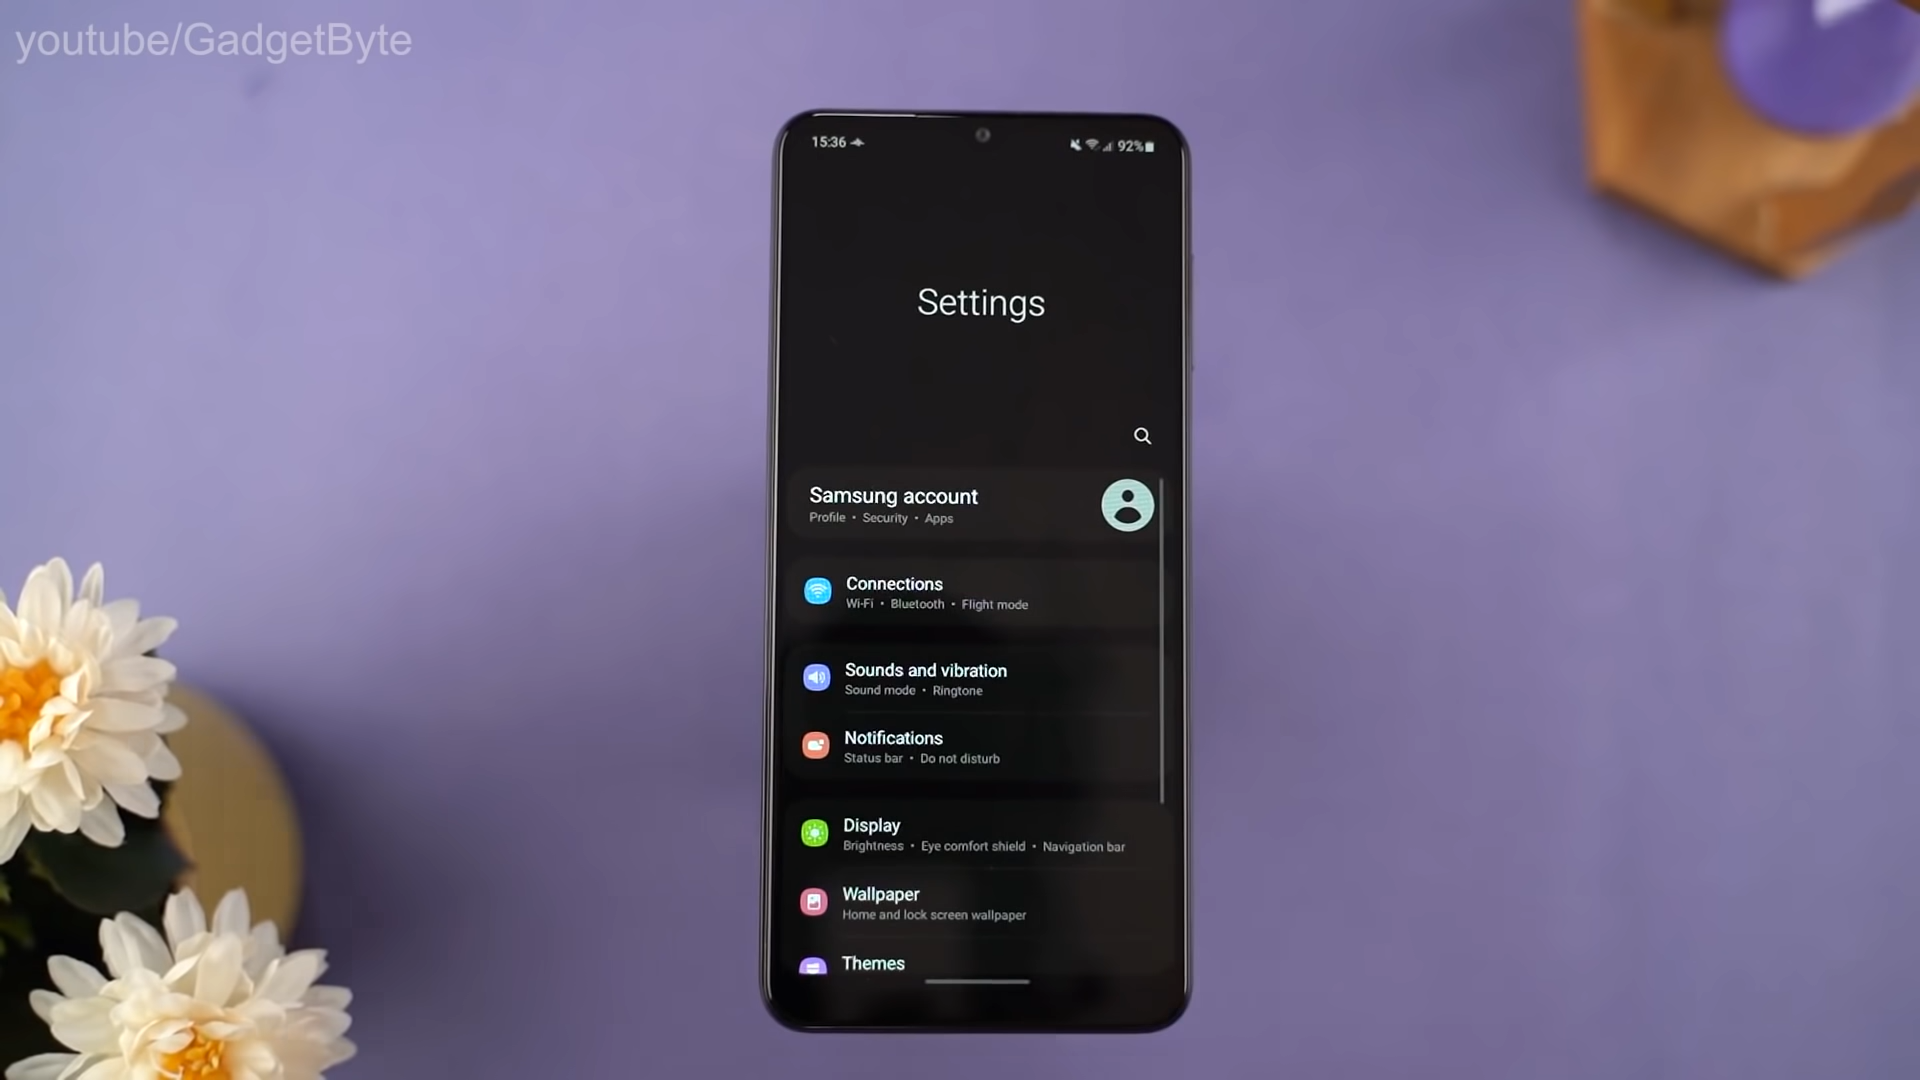 youtube/GadgetByte
15:36
92%
Settings
Samsung account
Profile • Security • Apps
Connections
Wi-Fi • Bluetooth • Flight mode
Sounds and vibration
Sound mode • Ringtone
Notifications
Status bar • Do not disturb
Display
Brightness • Eye comfort shield • Navigation bar
Wallpaper
Home and lock screen wallpaper
Themes